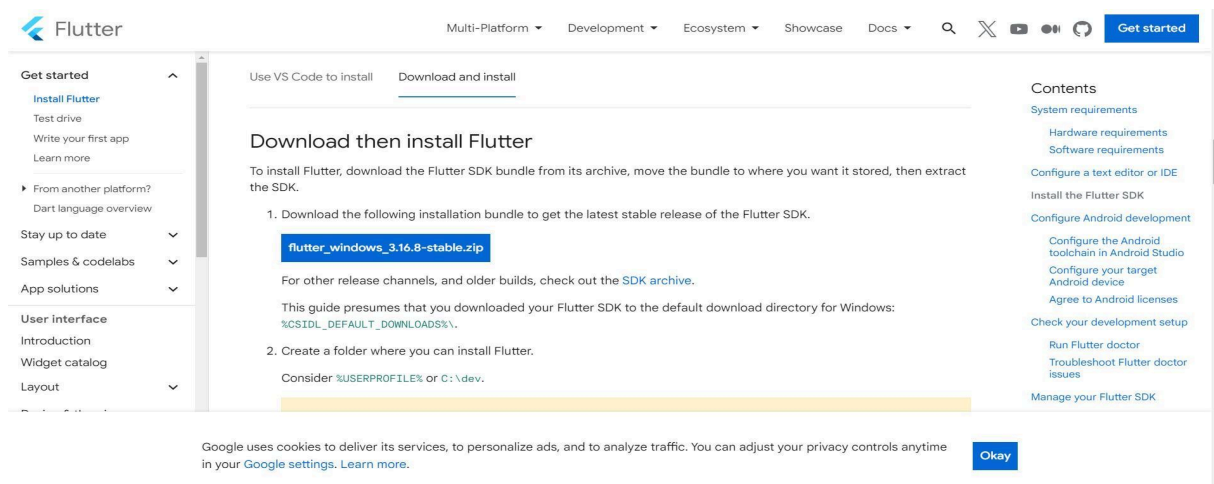 Flutter
Multi-Platform
Development
Ecosystem
Showcase
Docs
Get started
Get started
Install Flutter
Test drive
Write your first app
Learn more
From another platform?
Dart language overview
Stay up to date
Samples & codelabs
App solutions
User interface
Introduction
Widget catalog
Layout
Use VS Code to install
Download and install
Download then install Flutter
To install Flutter, download the Flutter SDK bundle from its archive, move the bundle to where you want it stored, then extract
the SDK.
1. Download the following installation bundle to get the latest stable release of the Flutter SDK.
flutter_windows_3.16.8-stable.zip
For other release channels, and older builds, check out the SDK archive.
This guide presumes that you downloaded your Flutter SDK to the default download directory for Windows:
%CSIDL_DEFAULT_DOWNLOADS%\.
2. Create a folder where you can install Flutter.
Consider %USERPROFILE% or C:\dev.
Contents
System requirements
Hardware requirements
Software requirements
Configure a text editor or IDE
Install the Flutter SDK
Configure Android development
Configure the Android
toolchain in Android Studio
Configure your target
Android device
Agree to Android licenses
Check your development setup
Run Flutter doctor
Troubleshoot Flutter doctor
issues
Manage your Flutter SDK
Google uses cookies to deliver its services, to personalize ads, and to analyze traffic. You can adjust your privacy controls anytime
in your Google settings. Learn more.
Okay